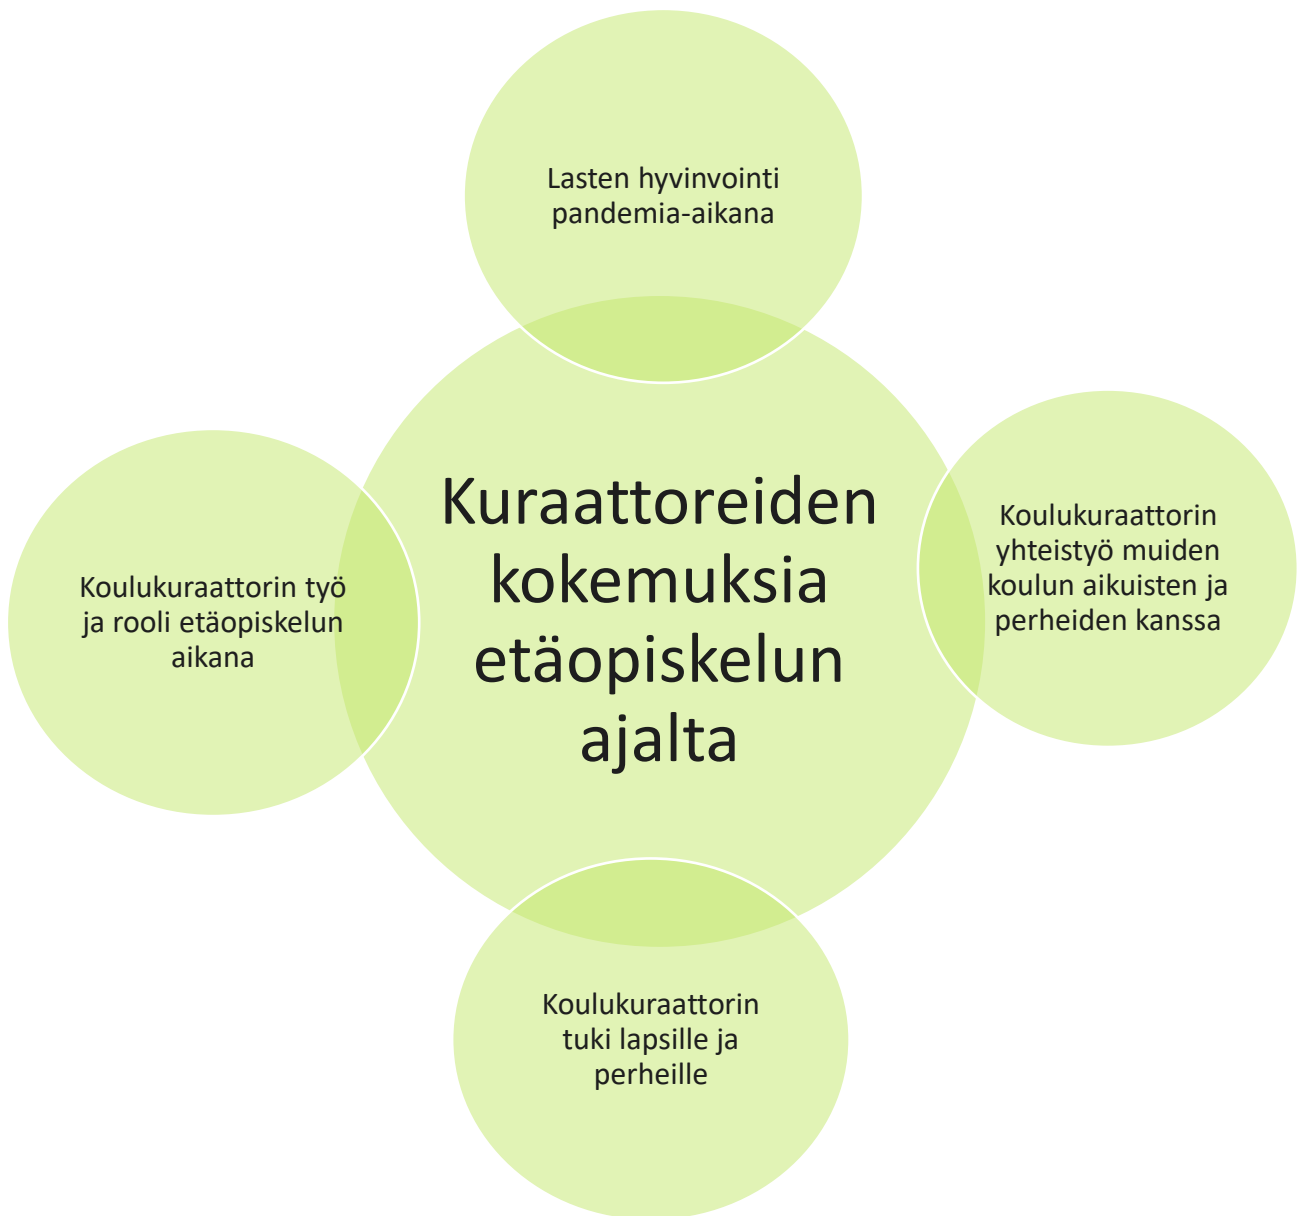 Lasten hyvinvointi
pandemia-aikana
Kuraattoreiden
kokemuksia
etäopiskelun
ajalta
Koulukuraattorin
yhteistyö muiden
koulun aikuisten ja
perheiden kanssa
Koulukuraattorin työ
ja rooli etäopiskelun
aikana
Koulukuraattorin
tuki lapsille ja
perheille